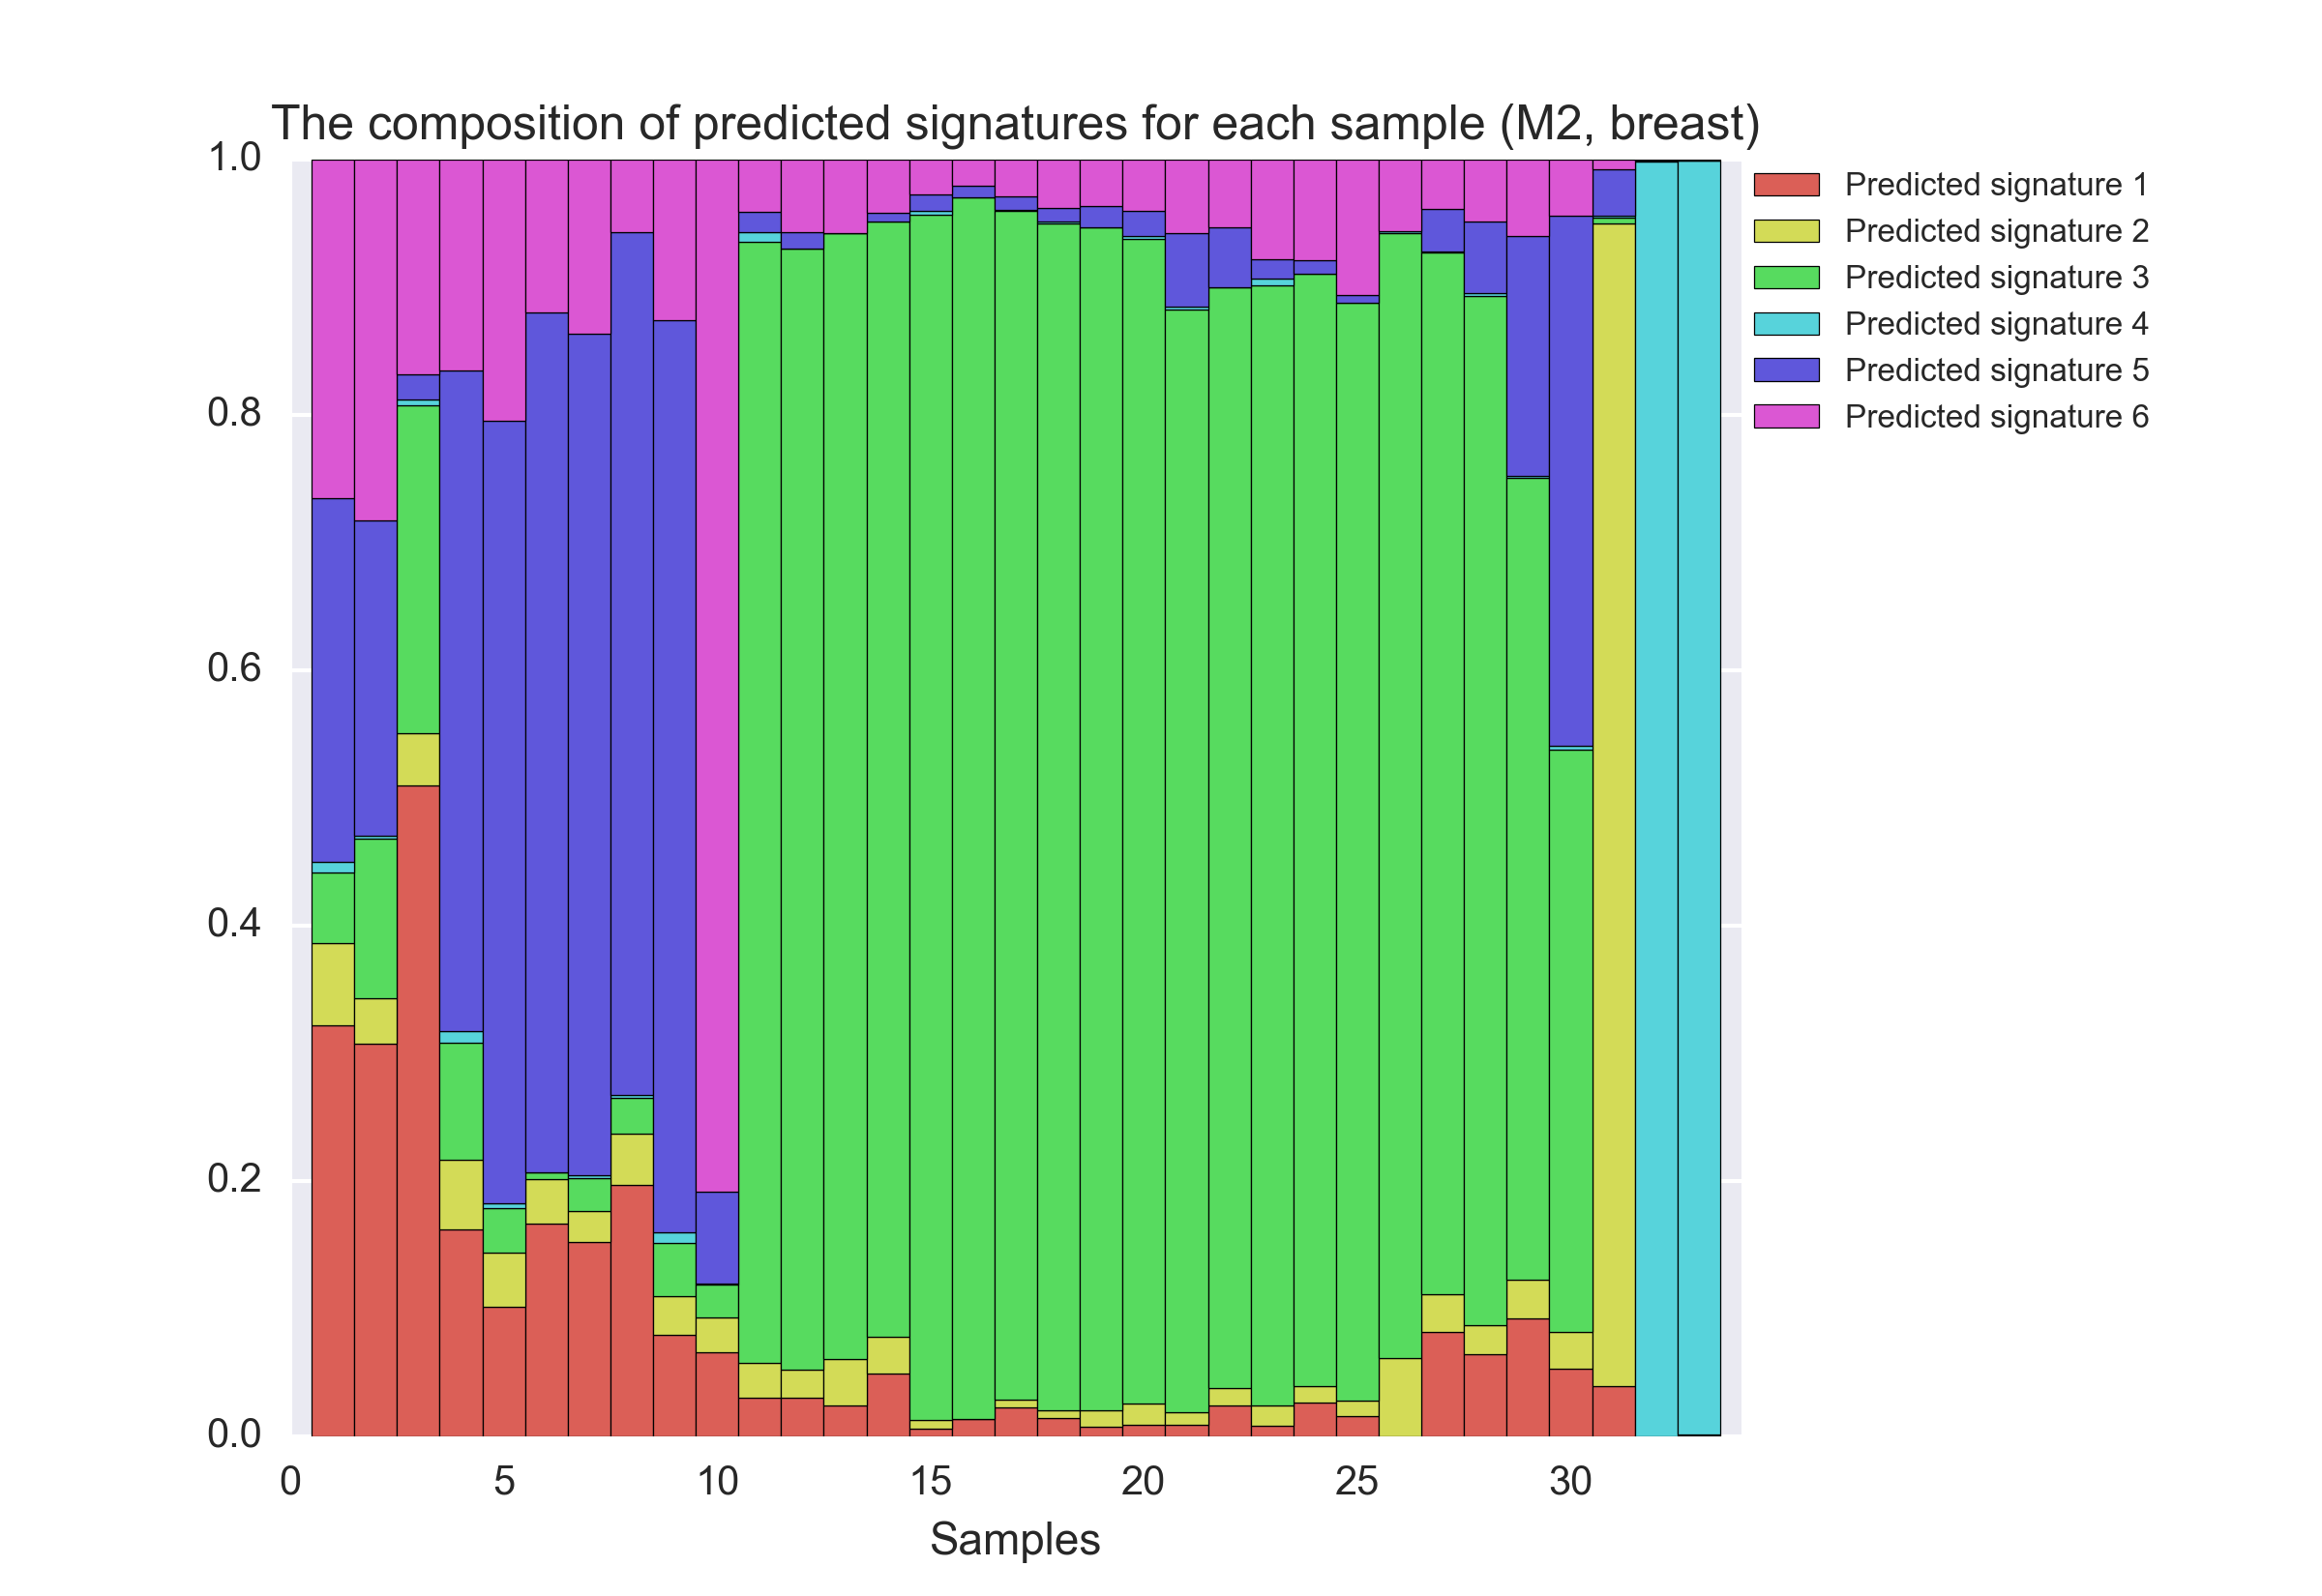 The composition of predicted signatures for each sample (M2, breast)
1.0
0.8
0.6
0.4
0.2
0.0
0 5 10 15 20 25 30
Samples
Predicted signature 1
Predicted signature 2
Predicted signature 3
Predicted signature 4
Predicted signature 5
Predicted signature 6